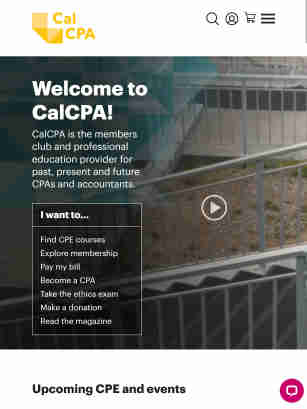 Cal
CPA
Welcome to
CalCPA!
CalCPA is the members
club and professional
education provider for
past, present and future
CPAs and accountants.
I want to...
Find CPE courses
Explore membership
Pay my bill
Become a CPA
Take the ethics exam
Make a donation
Read the magazine
Upcoming CPE and events